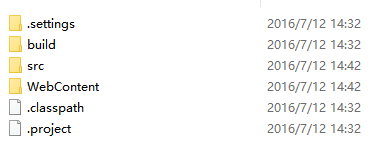 .settings 2016/7/12 14:32
build 2016/7/12 14:32
src 2016/7/12 14:42
WebContent 2016/7/12 14:42
.classpath 2016/7/12 14:32
.project 2016/7/12 14:32